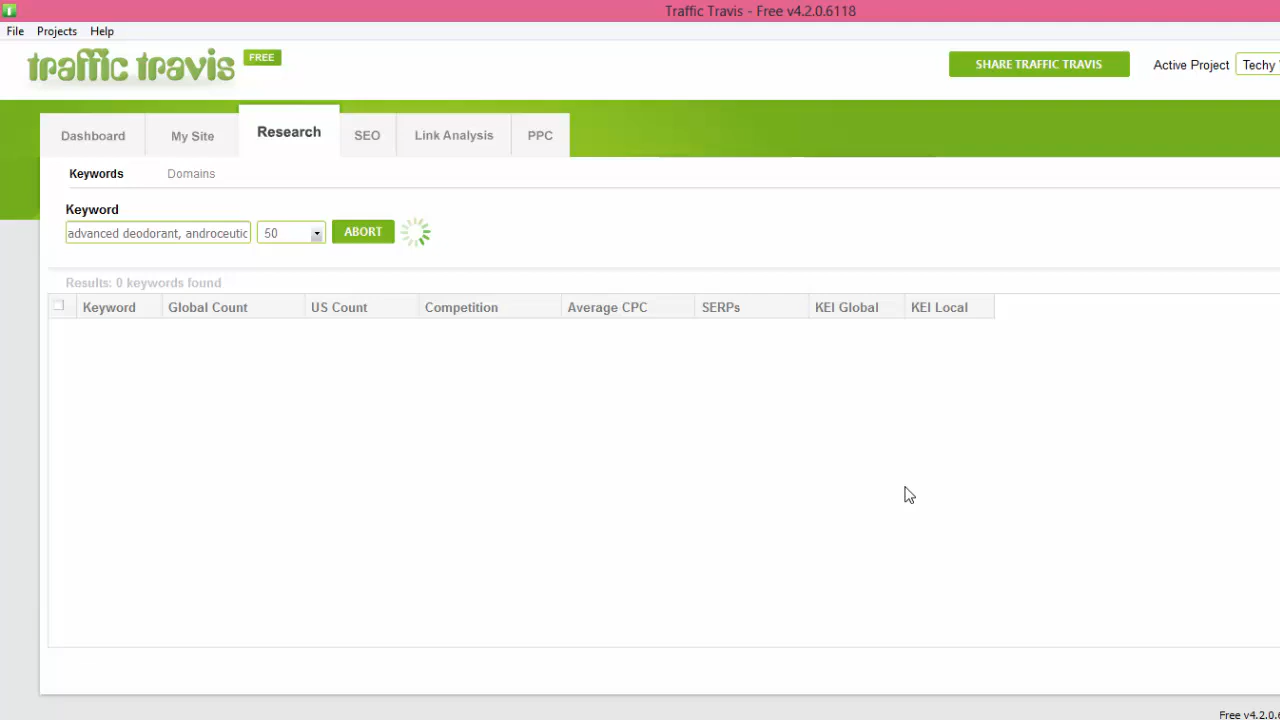 Traffic Travis - Free v4.2.0.6118
File Projects Help
traffic travis FREE
SHARE TRAFFIC TRAVIS Active Project Techy
Dashboard My Site Research SEO Link Analysis PPC
Keywords Domains
Keyword
advanced deodorant, androceutic 50 ABORT
Results: 0 keywords found
Keyword Global Count US Count Competition Average CPC SERPs KEI Global KEI Local
Free v4.2.0.6